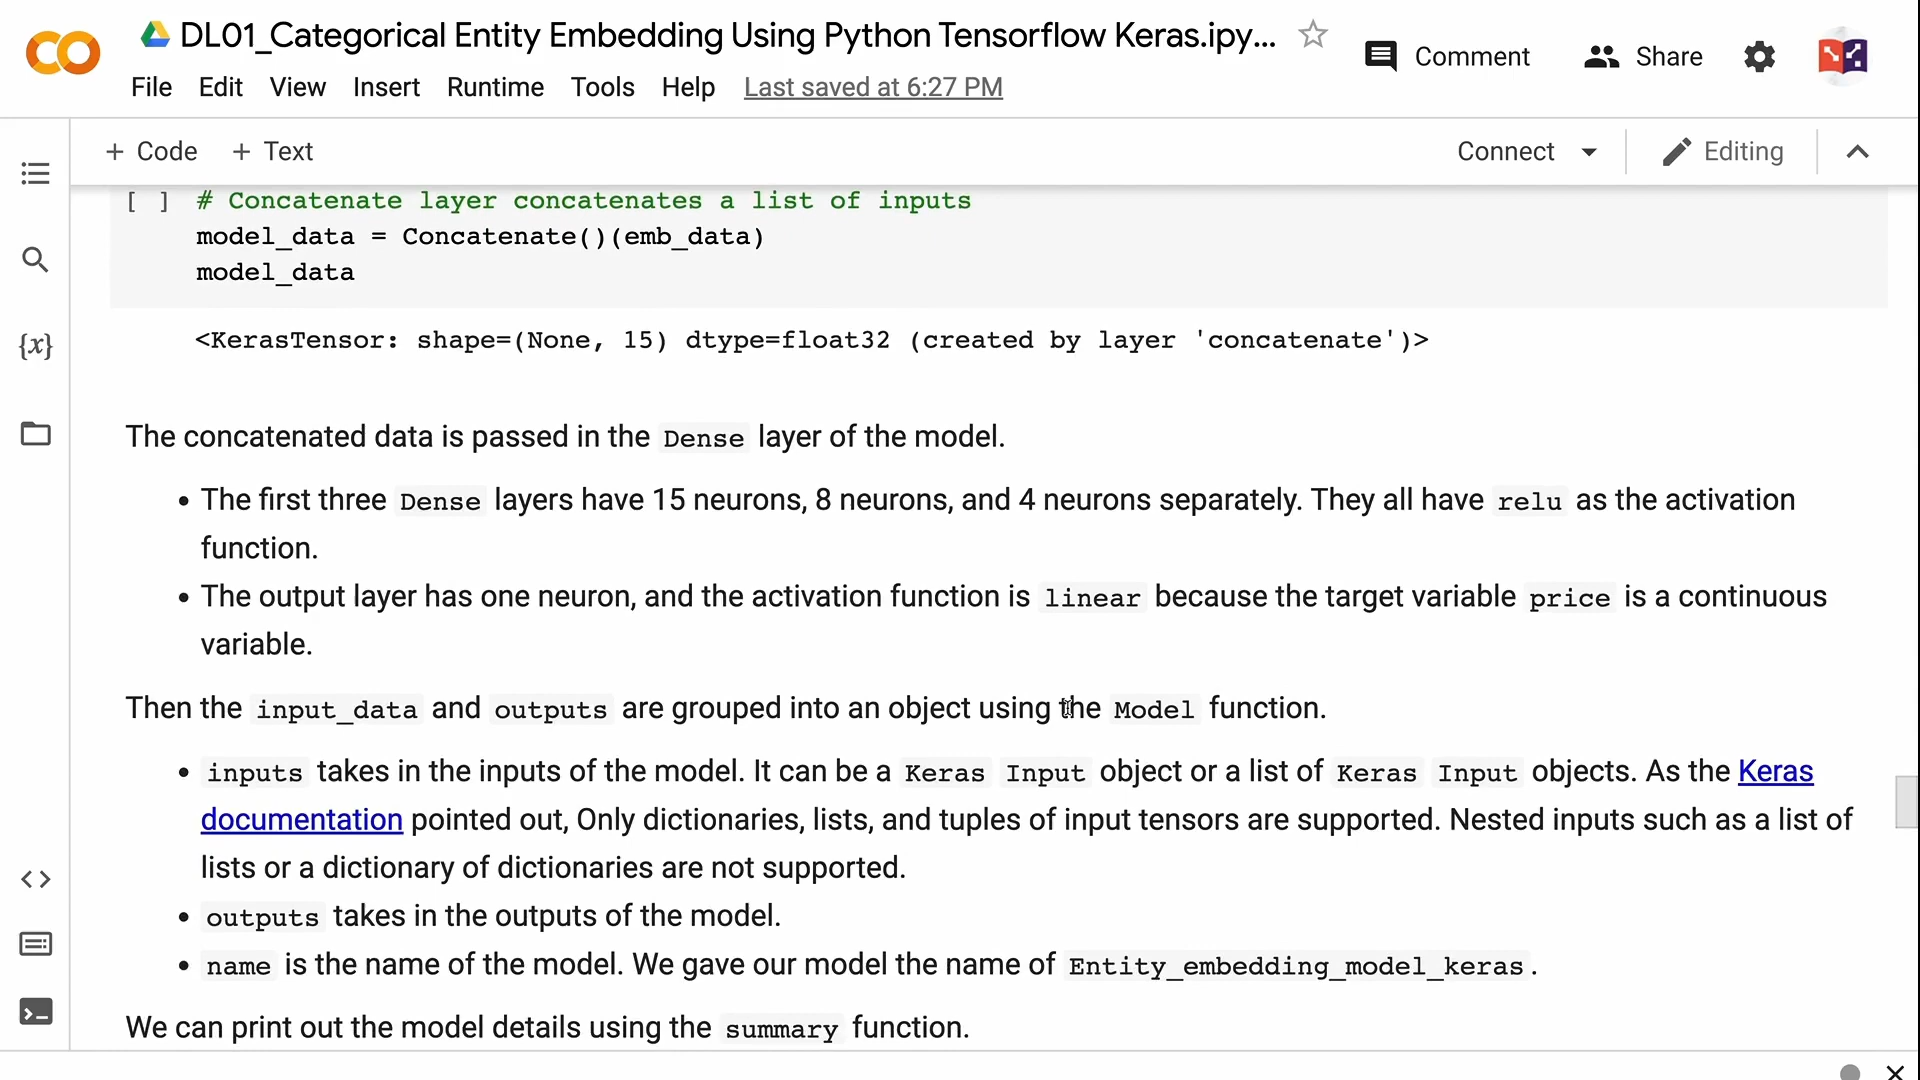 DL01_Categorical Entity Embedding Using Python Tensorflow Keras.ipy...
Comment
Share
File Edit View Insert Runtime Tools Help Last saved at 6:27 PM
+ Code + Text
Connect
Editing
[ ] # Concatenate layer concatenates a list of inputs
model_data = Concatenate()(emb_data)
model_data
{x}
<KerasTensor: shape=(None, 15) dtype=float32 (created by layer 'concatenate')>
The concatenated data is passed in the Dense layer of the model.
• The first three Dense layers have 15 neurons, 8 neurons, and 4 neurons separately. They all have relu as the activation
function.
• The output layer has one neuron, and the activation function is linear because the target variable price is a continuous
variable.
Then the input_data and outputs are grouped into an object using the Model function.
• inputs takes in the inputs of the model. It can be a Keras Input object or a list of Keras Input objects. As the Keras
documentation pointed out, Only dictionaries, lists, and tuples of input tensors are supported. Nested inputs such as a list of
lists or a dictionary of dictionaries are not supported.
• outputs takes in the outputs of the model.
• name is the name of the model. We gave our model the name of Entity_embedding_model_keras.
We can print out the model details using the summary function.